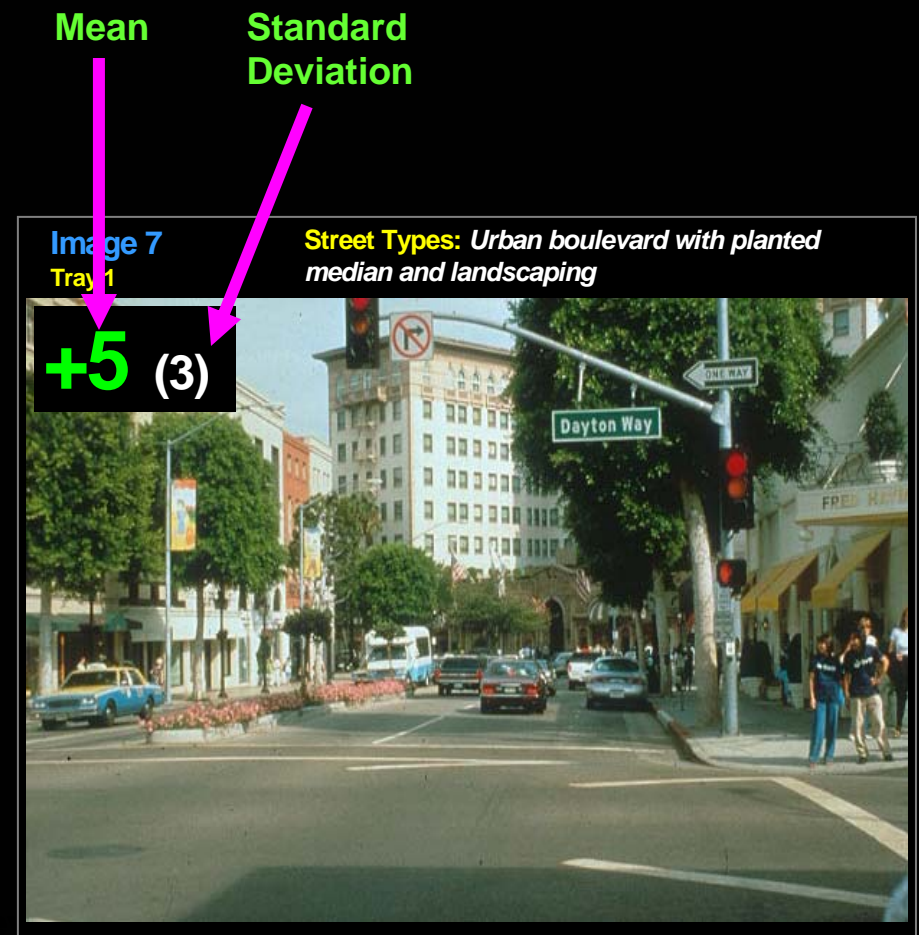 Mean
Standard
Deviation
Image 7
Tray 1
Street Types: Urban boulevard with planted
median and landscaping
+5 (3)
ONE WAY
Dayton Way
FRED